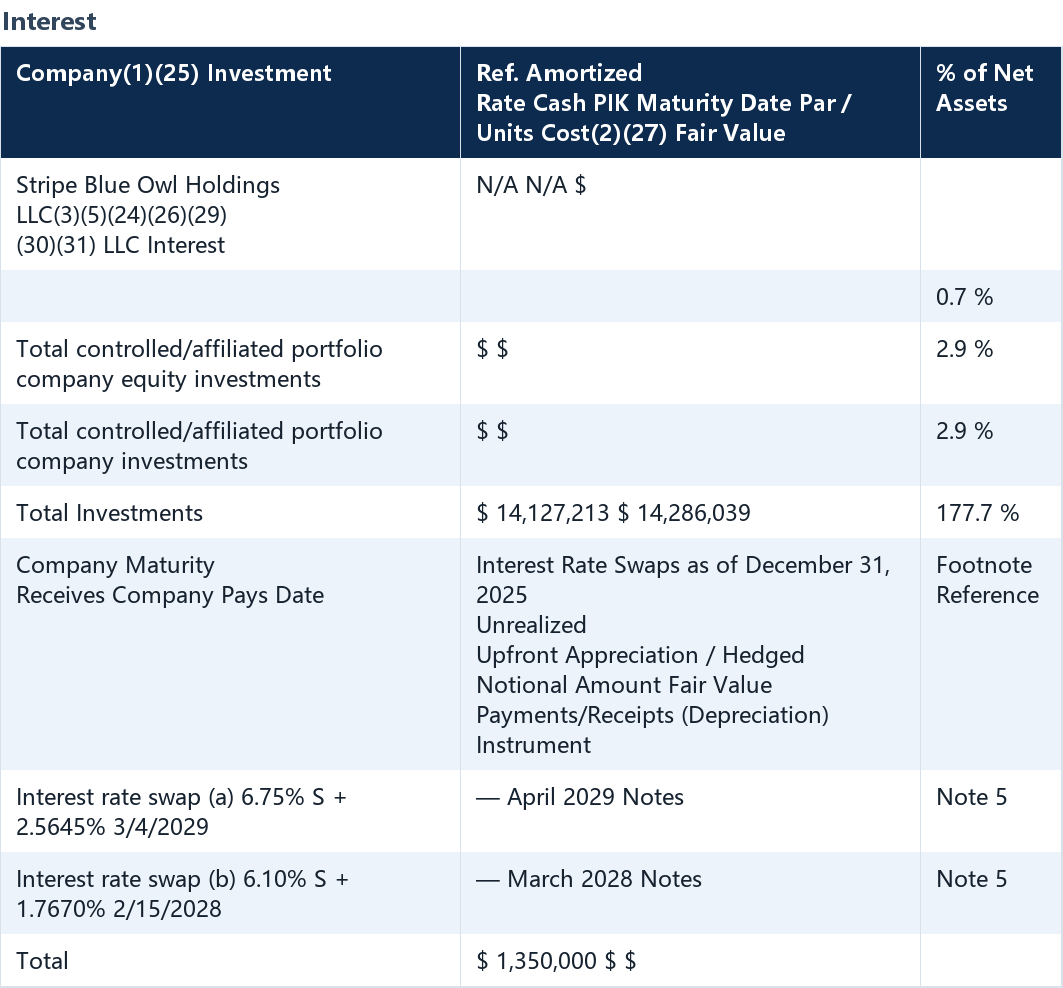 Interest
Company(1)(25) Investment
Ref. Amortized
Rate Cash PIK Maturity Date Par /
Units Cost(2)(27) Fair Value
% of Net
Assets
Stripe Blue Owl Holdings
LLC(3)(5)(24)(26)(29)
(30)(31) LLC Interest
N/A N/A $
0.7 %
Total controlled/affiliated portfolio
company equity investments
$ $
2.9 %
Total controlled/affiliated portfolio
company investments
$ $
2.9 %
Total Investments
$ 14,127,213 $ 14,286,039
177.7 %
Company Maturity
Receives Company Pays Date
Interest Rate Swaps as of December 31,
2025
Unrealized
Upfront Appreciation / Hedged
Notional Amount Fair Value
Payments/Receipts (Depreciation)
Instrument
Footnote
Reference
Interest rate swap (a) 6.75% S +
2.5645% 3/4/2029
— April 2029 Notes
Note 5
Interest rate swap (b) 6.10% S +
1.7670% 2/15/2028
— March 2028 Notes
Note 5
Total
$ 1,350,000 $ $